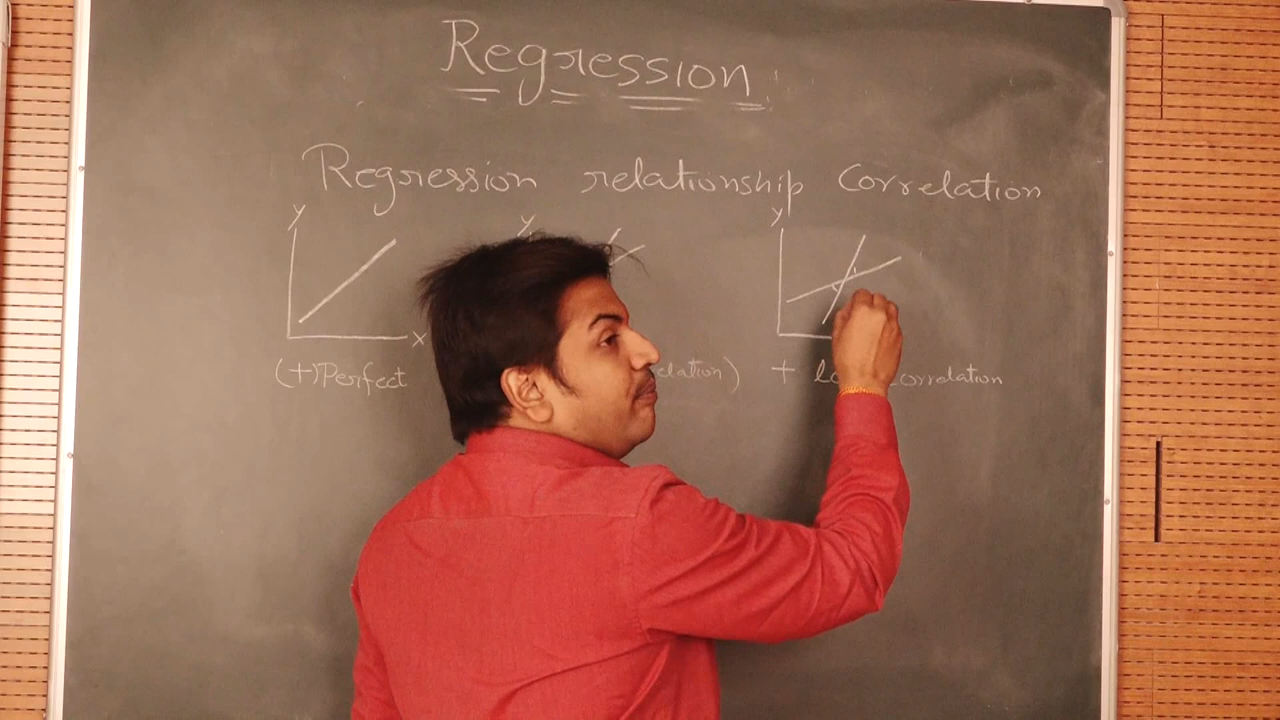 Regression
Regression relationship Correlation
Y Y Y
X
(+) Perfect elation) + correlation